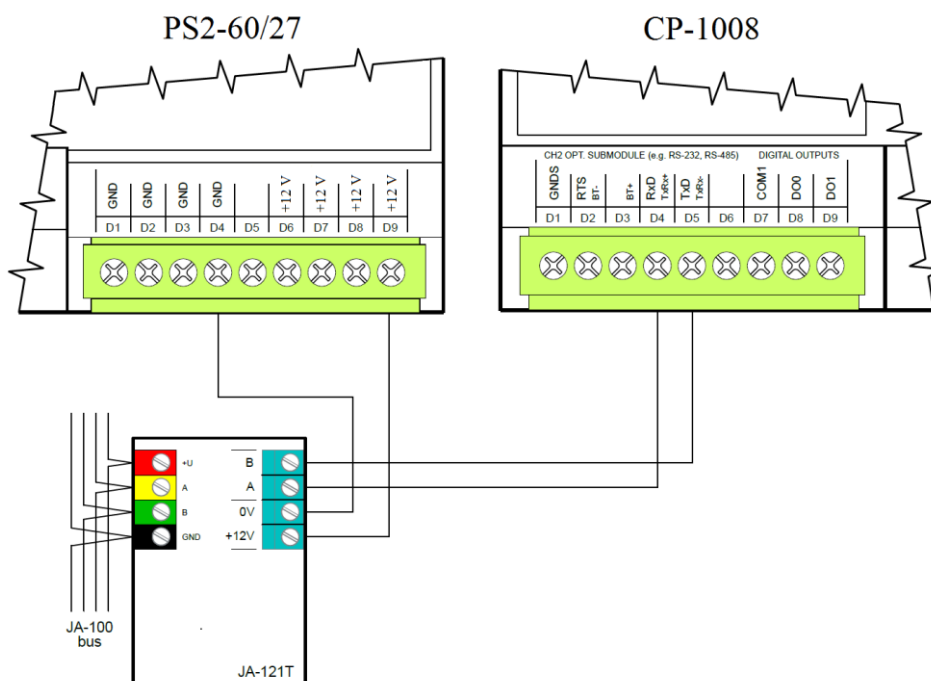 PS2-60/27
CP-1008
GND GND GND GND +12 V +12 V +12 V +12 V
D1 D2 D3 D4 D5 D6 D7 D8 D9
CH2 OPT. SUBMODULE (e.g. RS-232, RS-485) DIGITAL OUTPUTS
GNDS RTS BT- BT+ RxD TxRx+ TxD TxRx- COM1 DO0 DO1
D1 D2 D3 D4 D5 D6 D7 D8 D9
+U B
A A
B 0V
GND +12V
JA-100
bus
JA-121T